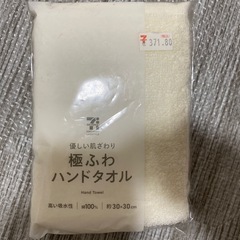 371.80
優しい肌ざわり
極ふわ
ハンドタオル
Hand Towel
高い吸水性
綿100%
約30×30cm